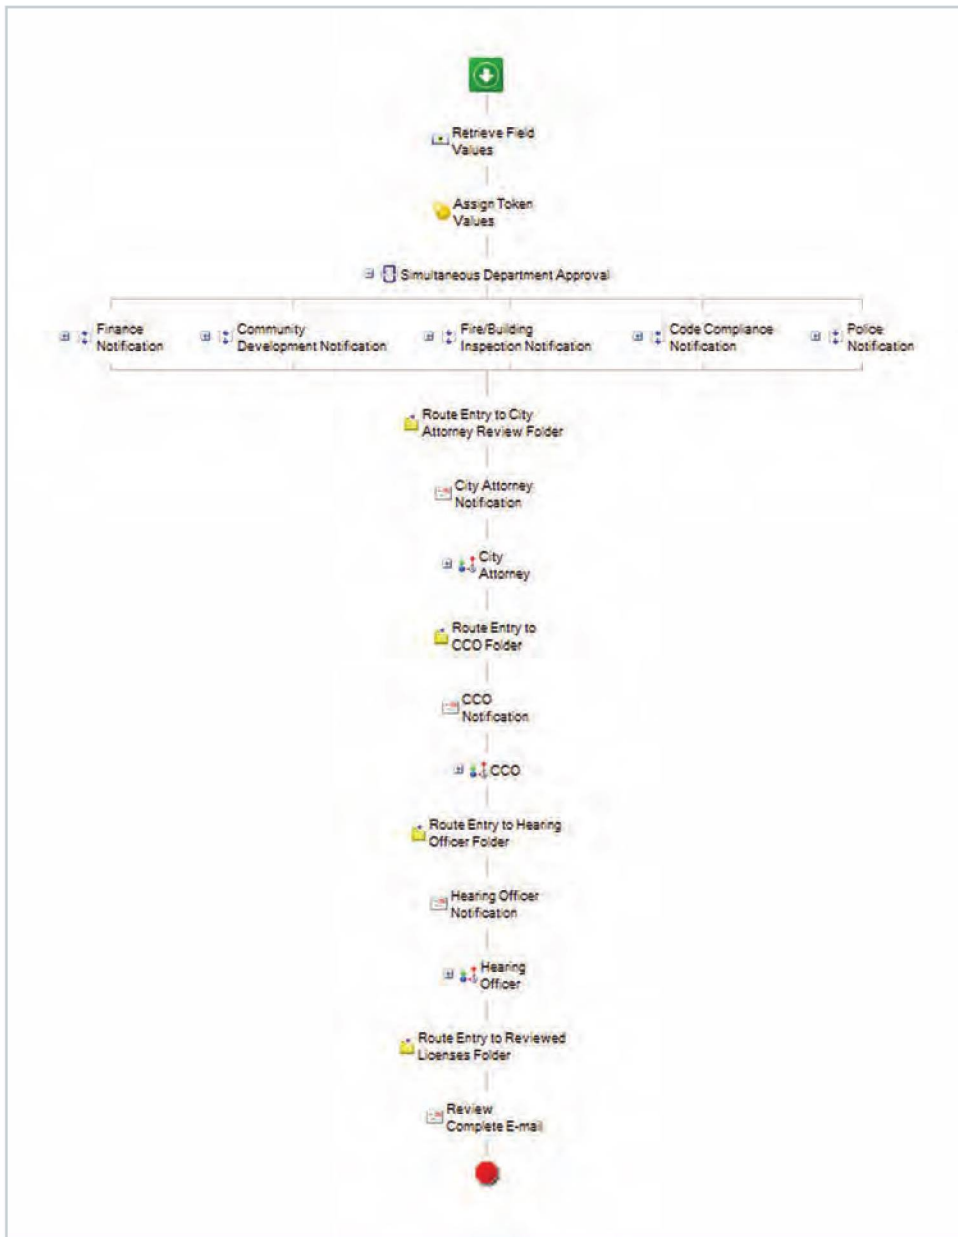 Retrieve Field
Values
Assign Token
Values
Simultaneous Department Approval
Finance
Notification
Community
Development Notification
Fire/Building
Inspection Notification
Code Compliance
Notification
Police
Notification
Route Entry to City
Attorney Review Folder
City Attorney
Notification
City
Attorney
Route Entry to
CCO Folder
CCO
Notification
CCO
Route Entry to Hearing
Officer Folder
Hearing Officer
Notification
Hearing
Officer
Route Entry to Reviewed
Licenses Folder
Review
Complete E-mail